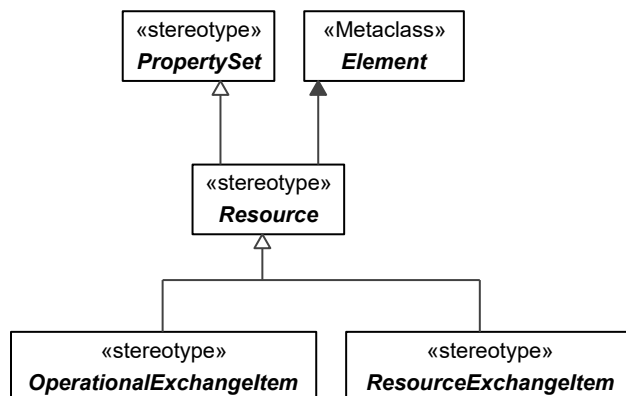 «stereotype»
PropertySet
«Metaclass»
Element
«stereotype»
Resource
«stereotype»
OperationalExchangeItem
«stereotype»
ResourceExchangeItem